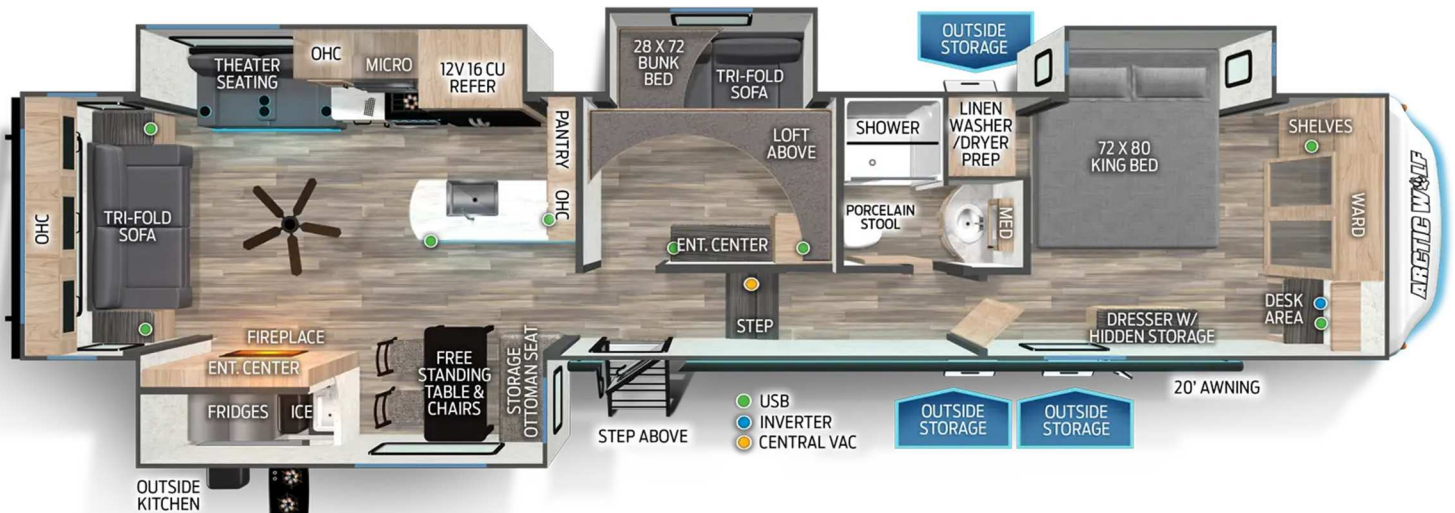 OUTSIDE
STORAGE
THEATER
SEATING
OHC
MICRO
12V 16 CU
REFER
28 X 72
BUNK
BED
TRI-FOLD
SOFA
OHC
TRI-FOLD
SOFA
PANTRY
OHC
LOFT
ABOVE
SHOWER
LINEN
WASHER
/DRYER
PREP
72 X 80
KING BED
SHELVES
WARD
ARCTIC WOLF
PORCELAIN
STOOL
MED
ENT. CENTER
STEP
DESK
AREA
DRESSER W/
HIDDEN STORAGE
FIREPLACE
ENT. CENTER
FRIDGES
ICE
FREE
STANDING
TABLE &
CHAIRS
STORAGE
OTTOMAN SEAT
STEP ABOVE
USB
INVERTER
CENTRAL VAC
OUTSIDE
STORAGE
OUTSIDE
STORAGE
20' AWNING
OUTSIDE
KITCHEN